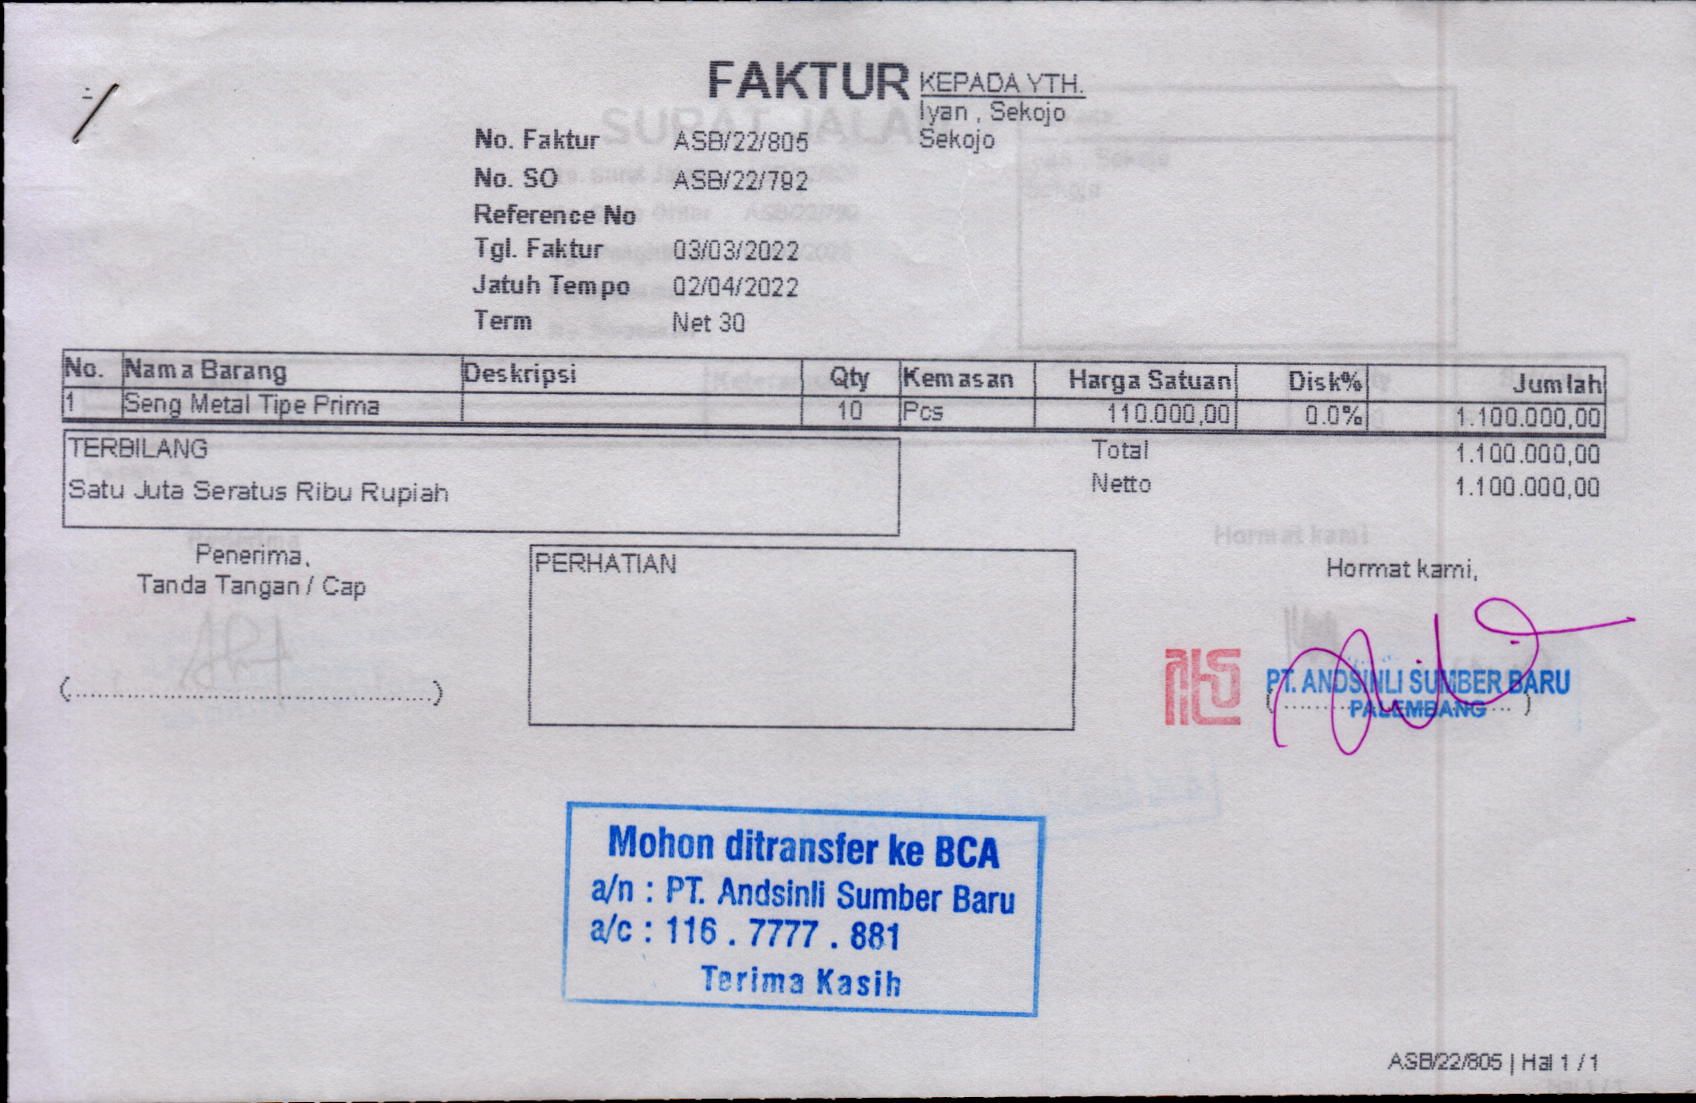 FAKTUR
KEPADA YTH.
Iyan , Sekojo
Sekojo
No. Faktur ASB/22/805
No. SO ASB/22/792
Reference No
Tgl. Faktur 03/03/2022
Jatuh Tempo 02/04/2022
Term Net 30
No. Nama Barang Deskripsi Qty Kemasan Harga Satuan Disk% Jumlah
1 Seng Metal Tipe Prima 10 Pcs 110.000,00 0.0% 1.100.000,00
TERBILANG
Satu Juta Seratus Ribu Rupiah
Total 1.100.000,00
Netto 1.100.000,00
Penerima,
Tanda Tangan / Cap
PERHATIAN
Hormat kami,
PT. ANDSINLI SUMBER BARU
PALEMBANG
Mohon ditransfer ke BCA
a/n : PT. Andsinli Sumber Baru
a/c : 116 . 7777 . 881
Terima Kasih
ASB/22/805 | Hal 1 / 1